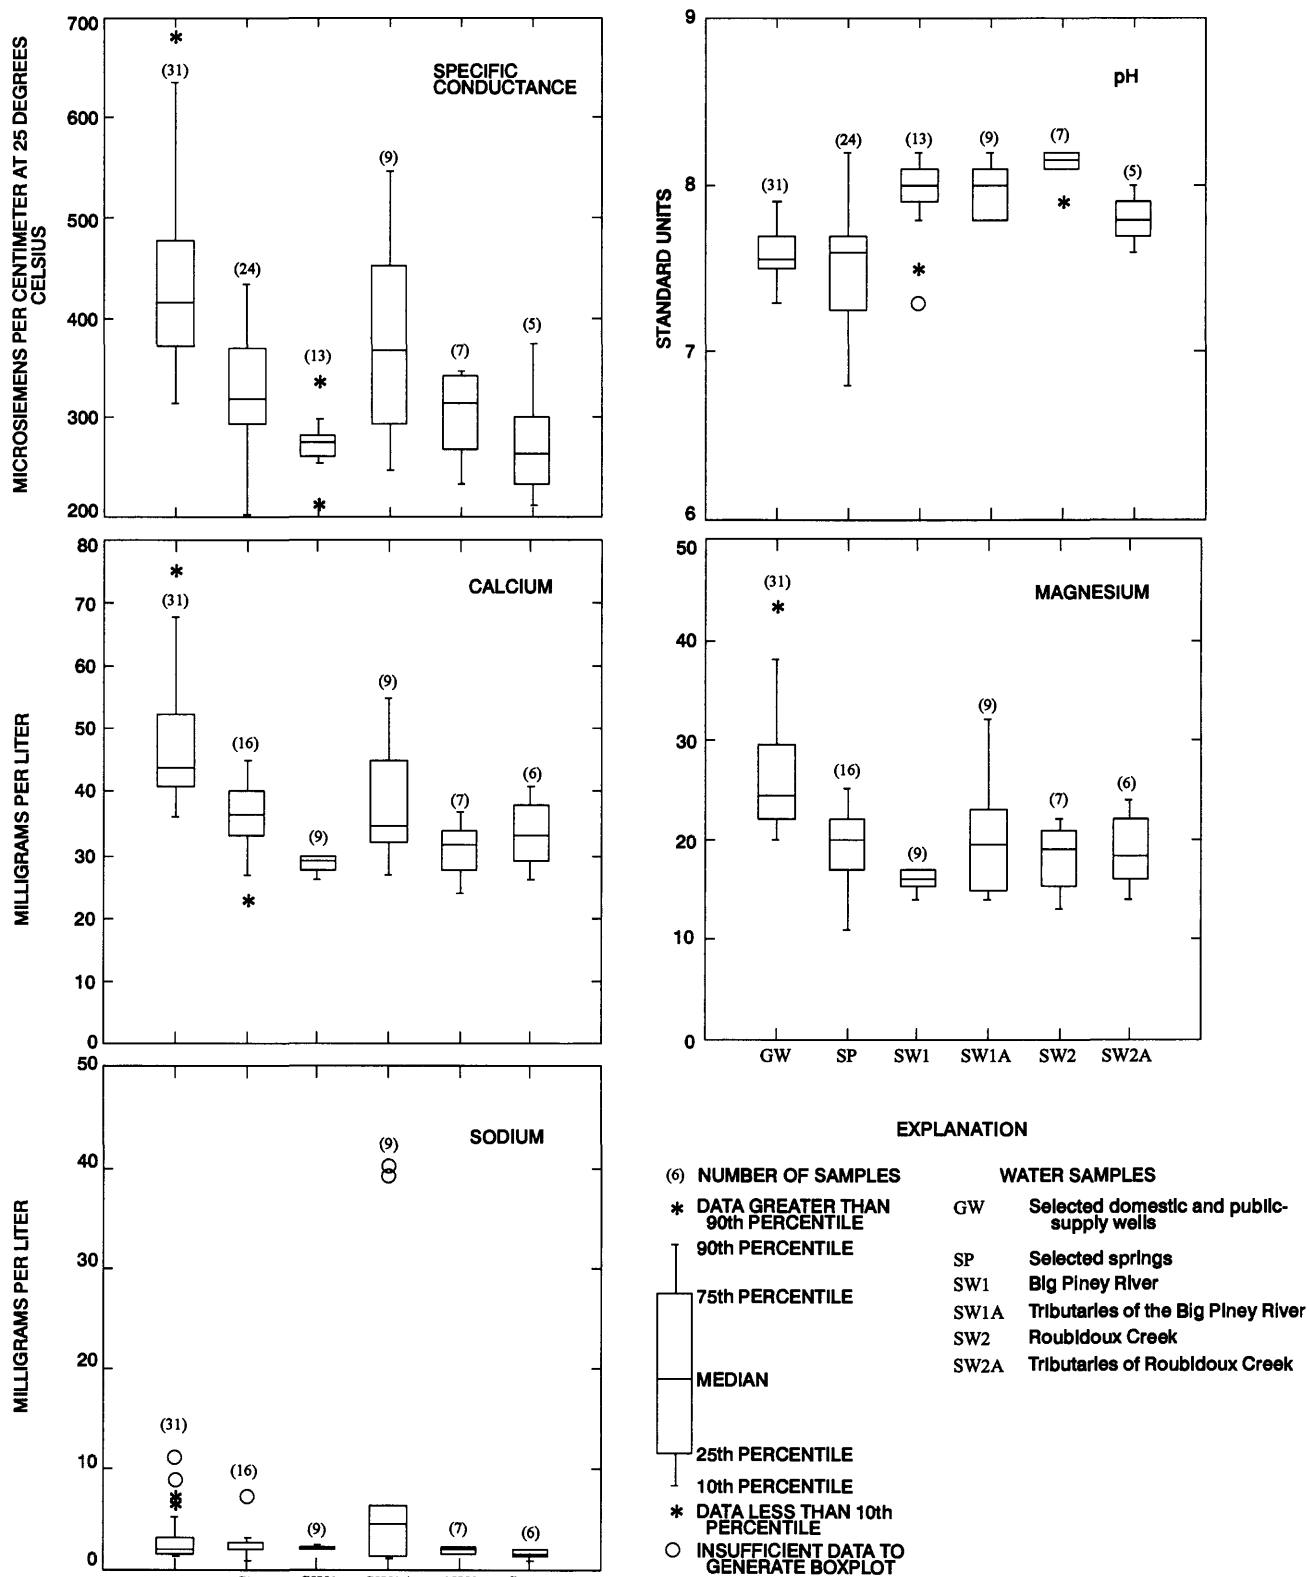 MICROSIEMENS PER CENTIMETER AT 25 DEGREES
CELSIUS
700
600
500
400
300
200
SPECIFIC
CONDUCTANCE
*
(31)
(24)
(13)
*
*
(9)
(7)
(5)
STANDARD UNITS
9
8
7
6
pH
(31)
(24)
(13)
*
(9)
(7)
*
(5)
MILLIGRAMS PER LITER
80
70
60
50
40
30
20
10
0
CALCIUM
*
(31)
(16)
*
(9)
(9)
(7)
(6)
50
40
30
20
10
0
MAGNESIUM
(31)
*
(16)
(9)
(9)
(7)
(6)
GW SP SW1 SW1A SW2 SW2A
MILLIGRAMS PER LITER
50
40
30
20
10
0
SODIUM
(31)
*
*
(16)
(9)
(9)
(7)
(6)
EXPLANATION
(6) NUMBER OF SAMPLES
* DATA GREATER THAN
90th PERCENTILE
90th PERCENTILE
75th PERCENTILE
MEDIAN
25th PERCENTILE
10th PERCENTILE
* DATA LESS THAN 10th
PERCENTILE
INSUFFICIENT DATA TO
GENERATE BOXPLOT
WATER SAMPLES
GW Selected domestic and public-
supply wells
SP Selected springs
SW1 Big Piney River
SW1A Tributaries of the Big Piney River
SW2 Roubidoux Creek
SW2A Tributaries of Roubidoux Creek